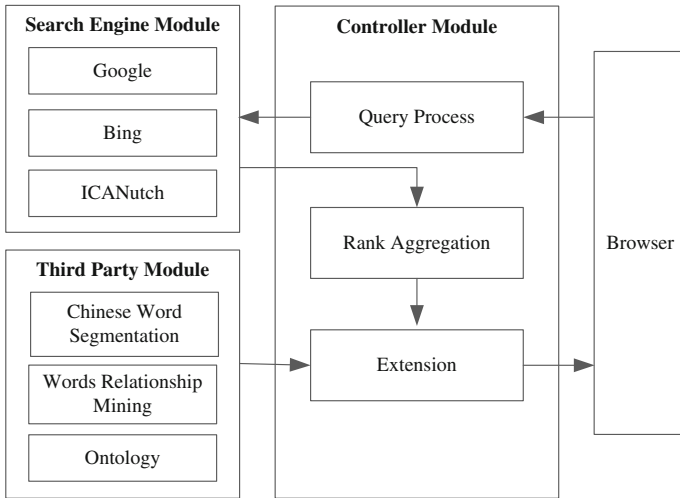 Search Engine Module
Google
Bing
ICANutch
Third Party Module
Chinese Word
Segmentation
Words Relationship
Mining
Ontology
Controller Module
Query Process
Rank Aggregation
Extension
Browser